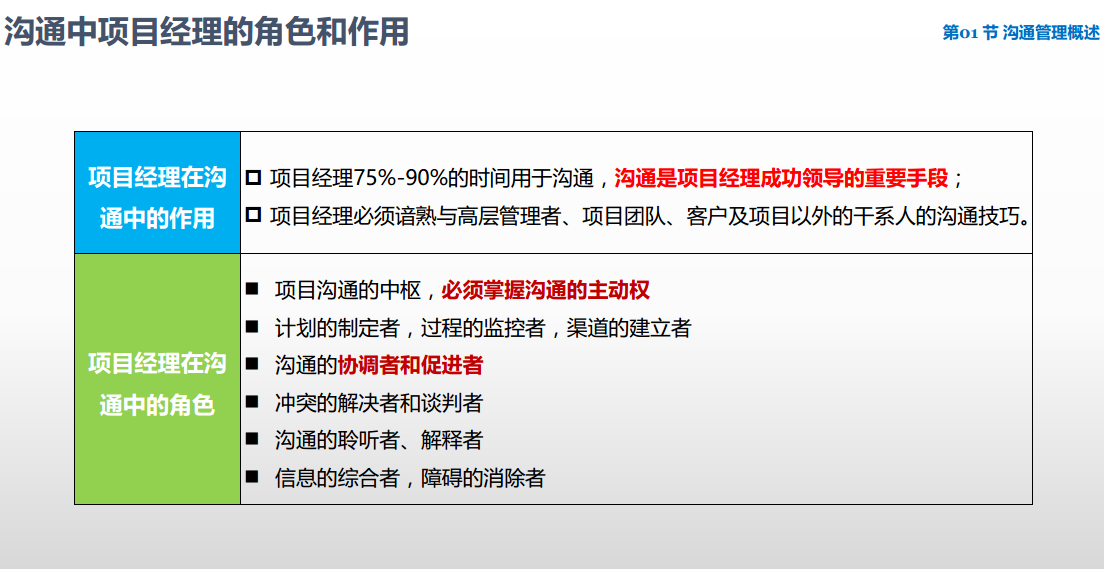 沟通中项目经理的角色和作用
第01 节 沟通管理概述
项目经理在沟
通中的作用
项目经理75%-90%的时间用于沟通，沟通是项目经理成功领导的重要手段；
项目经理必须谙熟与高层管理者、项目团队、客户及项目以外的干系人的沟通技巧。
项目经理在沟
通中的角色
项目沟通的中枢，必须掌握沟通的主动权
计划的制定者，过程的监控者，渠道的建立者
沟通的协调者和促进者
冲突的解决者和谈判者
沟通的聆听者、解释者
信息的综合者，障碍的消除者